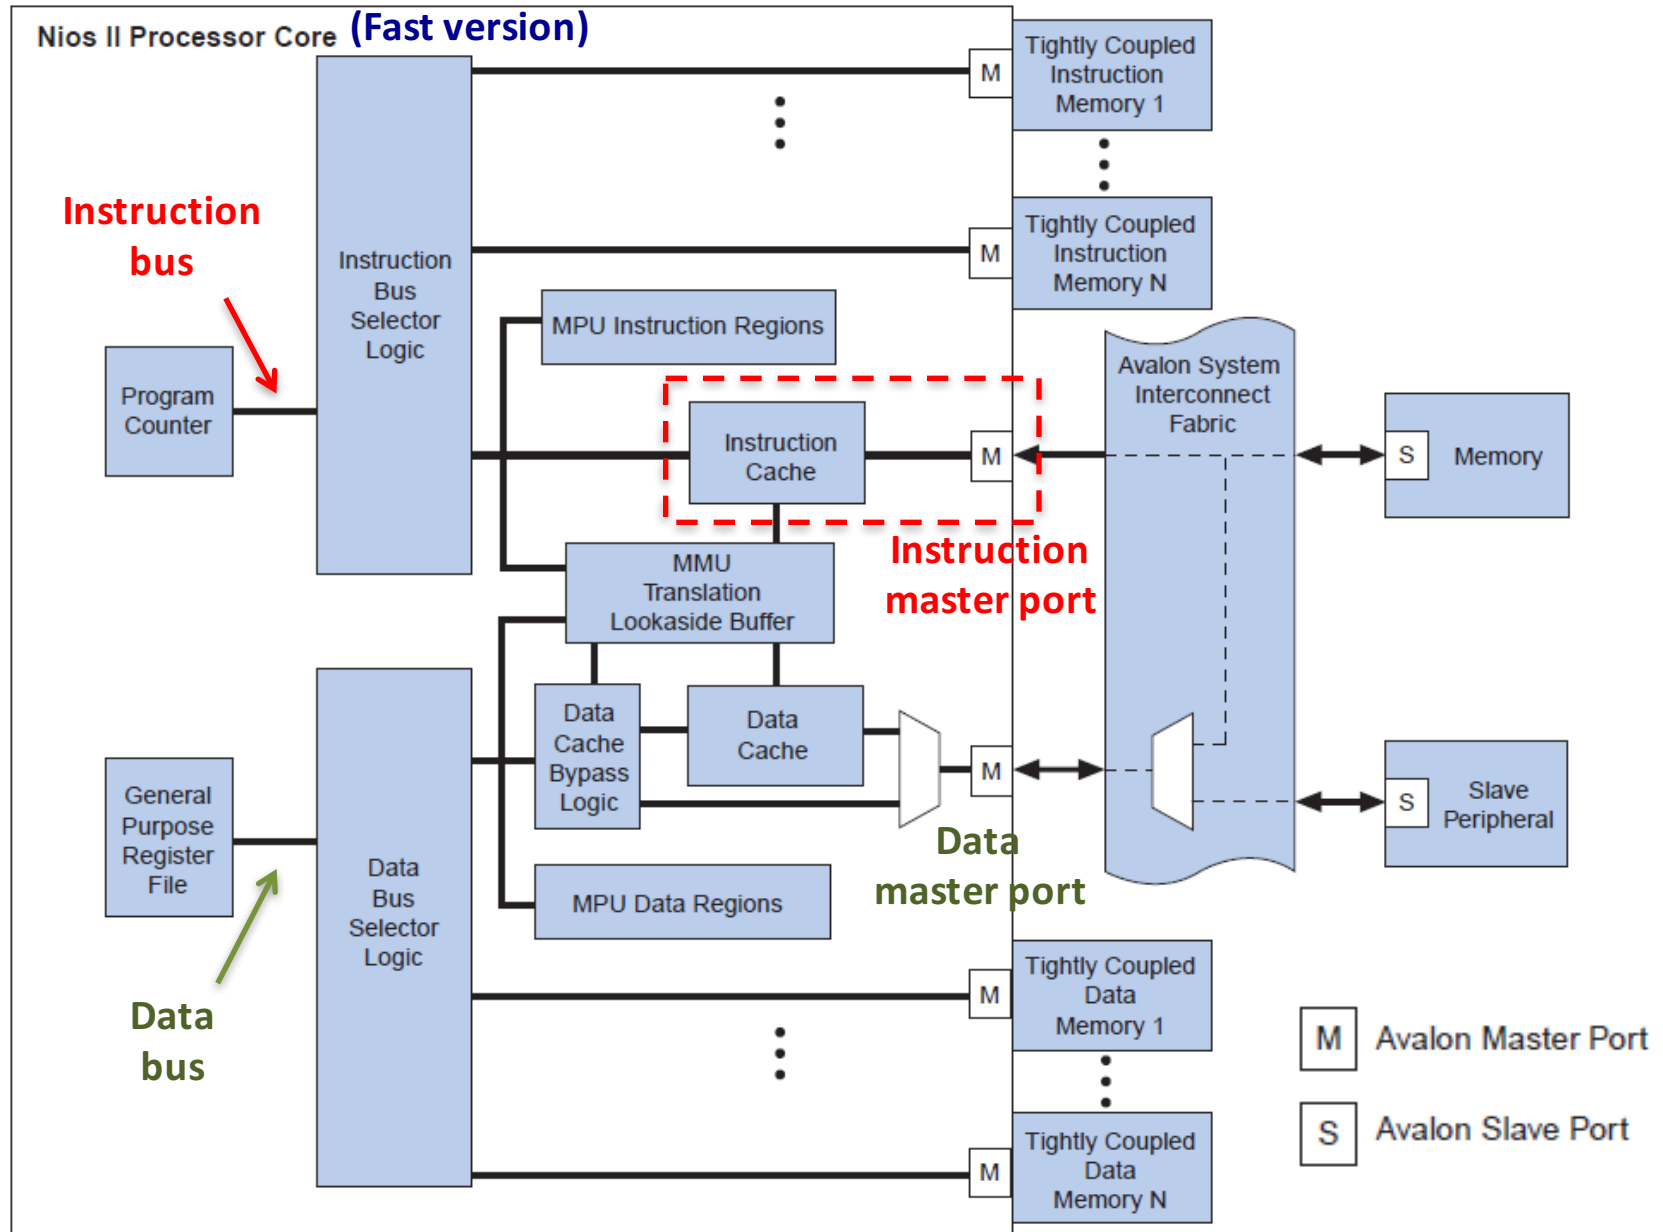 Nios II Processor Core (Fast version)
Tightly Coupled
Instruction
Memory 1
M
Tightly Coupled
Instruction
Memory N
M
Instruction
bus
Instruction
Bus
Selector
Logic
MPU Instruction Regions
Program
Counter
Instruction
Cache
M
Avalon System
Interconnect
Fabric
S
Memory
Instruction
master port
MMU
Translation
Lookaside Buffer
Data
Cache
Bypass
Logic
Data
Cache
M
S
Slave
Peripheral
General
Purpose
Register
File
Data
Bus
Selector
Logic
Data
master port
MPU Data Regions
Data
bus
M
Tightly Coupled
Data
Memory 1
M
Tightly Coupled
Data
Memory N
M Avalon Master Port
S Avalon Slave Port